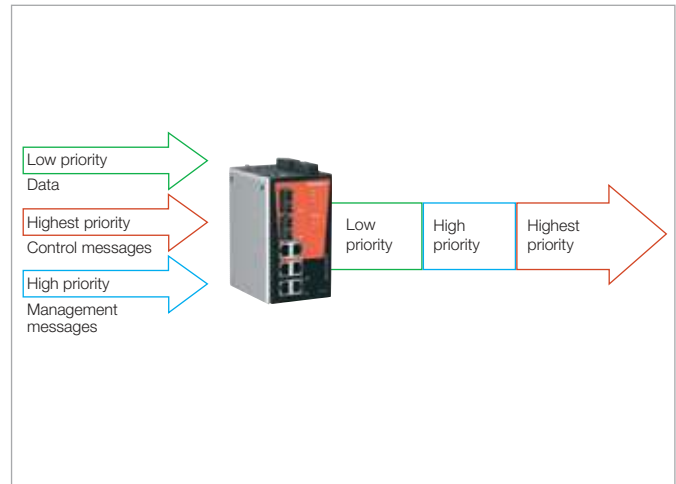 Low priority
Data
Highest priority
Control messages
High priority
Management
messages
Low
priority
High
priority
Highest
priority